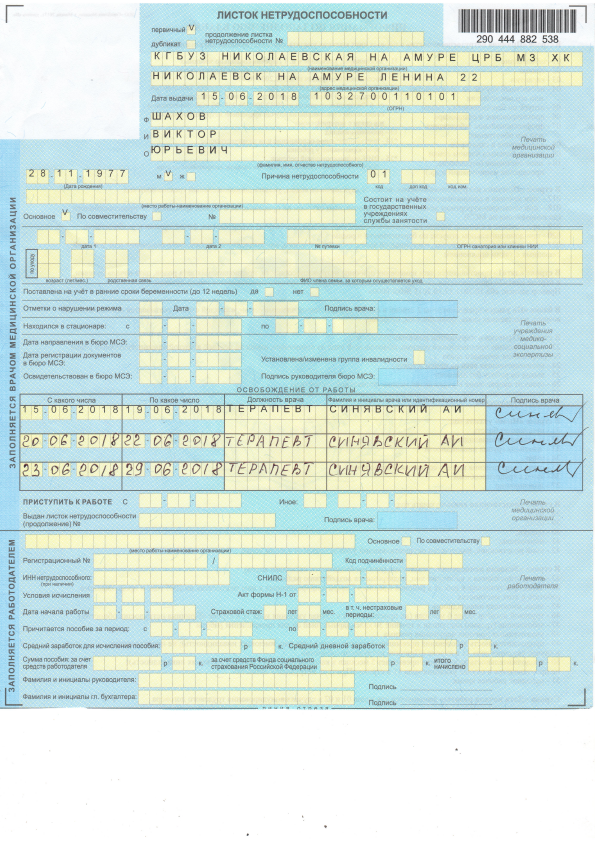 ЛИСТОК НЕТРУДОСПОСОБНОСТИ
290 444 882 538
первичный V продолжение листка нетрудоспособности №
дубликат
КГБУЗ НИКОЛАЕВСКАЯ НА АМУРЕ ЦРБ МЗ ХК
(наименование медицинской организации)
НИКОЛАЕВСК НА АМУРЕ ЛЕНИНА 22
(адрес медицинской организации)
Дата выдачи 15-06-2018 1032700110101
(ОГРН)
Ф ШАХОВ
И ВИКТОР
О ЮРЬЕВИЧ
(фамилия, имя, отчество нетрудоспособного)
Печать медицинской организации
28-11-1977 м V ж Причина нетрудоспособности 01
(Дата рождения) код доп код код изм
(место работы-наименование организации)
Состоит на учёте в государственных учреждениях службы занятости
Основное V По совместительству №
дата 1 дата 2 № путевки ОГРН санатория или клиники НИИ
по уходу
возраст (лет/мес.) родственная связь ФИО члена семьи, за которым осуществляется уход
Поставлена на учёт в ранние сроки беременности (до 12 недель) да нет
Отметки о нарушении режима Дата Подпись врача:
Находился в стационаре: с по
Дата направления в бюро МСЭ:
Дата регистрации документов в бюро МСЭ: Установлена/изменена группа инвалидности
Освидетельствован в бюро МСЭ: Подпись руководителя бюро МСЭ:
Печать учреждения медико-социальной экспертизы
ЗАПОЛНЯЕТСЯ ВРАЧОМ МЕДИЦИНСКОЙ ОРГАНИЗАЦИИ
ОСВОБОЖДЕНИЕ ОТ РАБОТЫ
С какого числа По какое число Должность врача Фамилия и инициалы врача или идентификационный номер Подпись врача
15.06.2018 19.06.2018 ТЕРАПЕВТ СИНЯВСКИЙ АИ
20-06-2018 22-06-2018 ТЕРАПЕВТ СИНЯВСКИЙ АИ
23-06-2018 29-06-2018 ТЕРАПЕВТ СИНЯВСКИЙ АИ
ПРИСТУПИТЬ К РАБОТЕ С Иное:
Выдан листок нетрудоспособности (продолжение) № Подпись врача:
Печать медицинской организации
ЗАПОЛНЯЕТСЯ РАБОТОДАТЕЛЕМ
(место работы-наименование организации) Основное По совместительству
Регистрационный № / Код подчинённости
ИНН нетрудоспособного: (при наличии) СНИЛС
Печать работодателя
Условия исчисления Акт формы Н-1 от
Дата начала работы Страховой стаж: лет мес. в т. ч. нестраховые периоды: лет мес.
Причитается пособие за период: с по
Средний заработок для исчисления пособия: р к. Средний дневной заработок р к.
Сумма пособия: за счет средств работодателя р к. за счет средств Фонда социального страхования Российской Федерации р к. ИТОГО НАЧИСЛЕНО р к.
Фамилия и инициалы руководителя: Подпись
Фамилия и инициалы гл. бухгалтера: Подпись